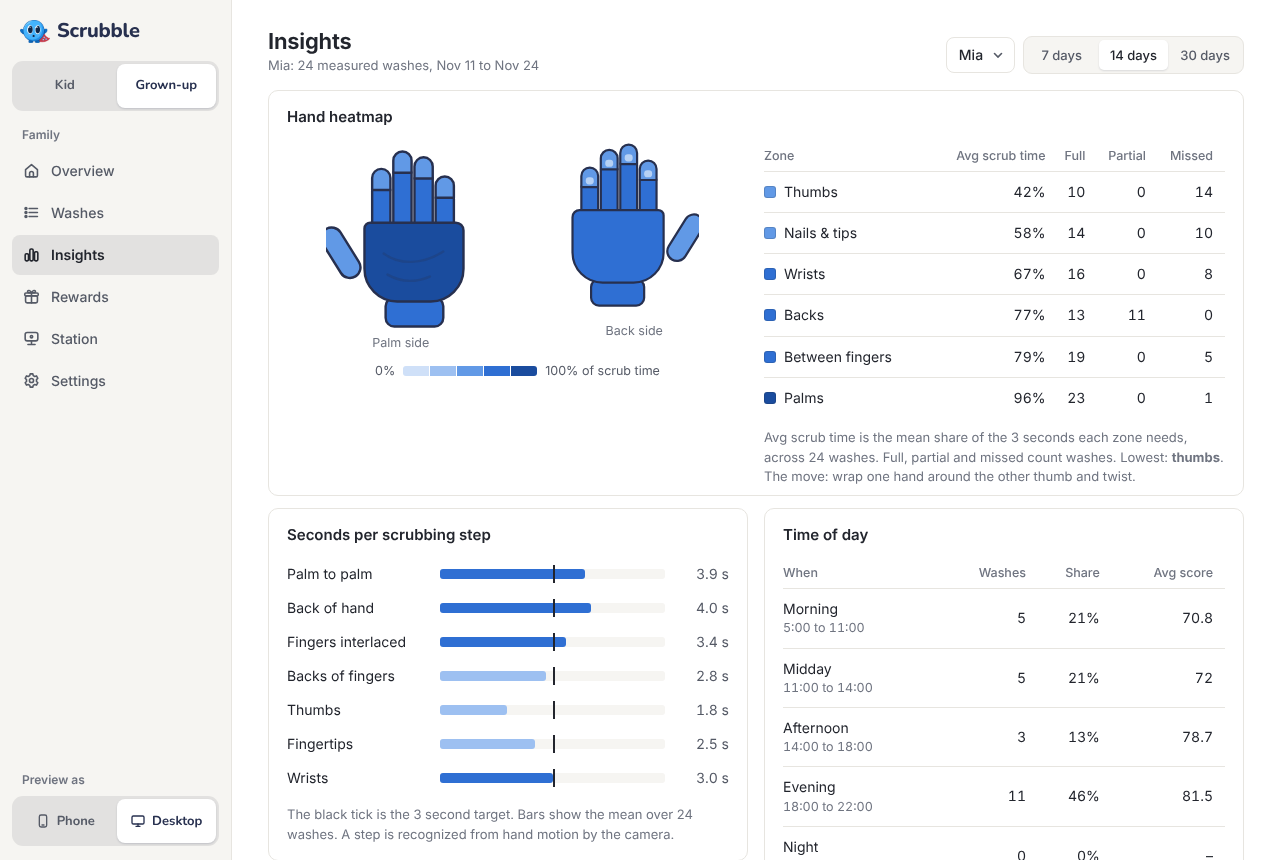 Scrubble
Kid
Grown-up
Family
Overview
Washes
Insights
Rewards
Station
Settings
Preview as
Phone
Desktop
Insights
Mia: 24 measured washes, Nov 11 to Nov 24
Mia
7 days
14 days
30 days
Hand heatmap
Palm side
Back side
0%
100% of scrub time
Zone Avg scrub time Full Partial Missed
Thumbs 42% 10 0 14
Nails & tips 58% 14 0 10
Wrists 67% 16 0 8
Backs 77% 13 11 0
Between fingers 79% 19 0 5
Palms 96% 23 0 1
Avg scrub time is the mean share of the 3 seconds each zone needs,
across 24 washes. Full, partial and missed count washes. Lowest: thumbs.
The move: wrap one hand around the other thumb and twist.
Seconds per scrubbing step
Palm to palm 3.9 s
Back of hand 4.0 s
Fingers interlaced 3.4 s
Backs of fingers 2.8 s
Thumbs 1.8 s
Fingertips 2.5 s
Wrists 3.0 s
The black tick is the 3 second target. Bars show the mean over 24
washes. A step is recognized from hand motion by the camera.
Time of day
When Washes Share Avg score
Morning
5:00 to 11:00
5 21% 70.8
Midday
11:00 to 14:00
5 21% 72
Afternoon
14:00 to 18:00
3 13% 78.7
Evening
18:00 to 22:00
11 46% 81.5
Night
0 0% –